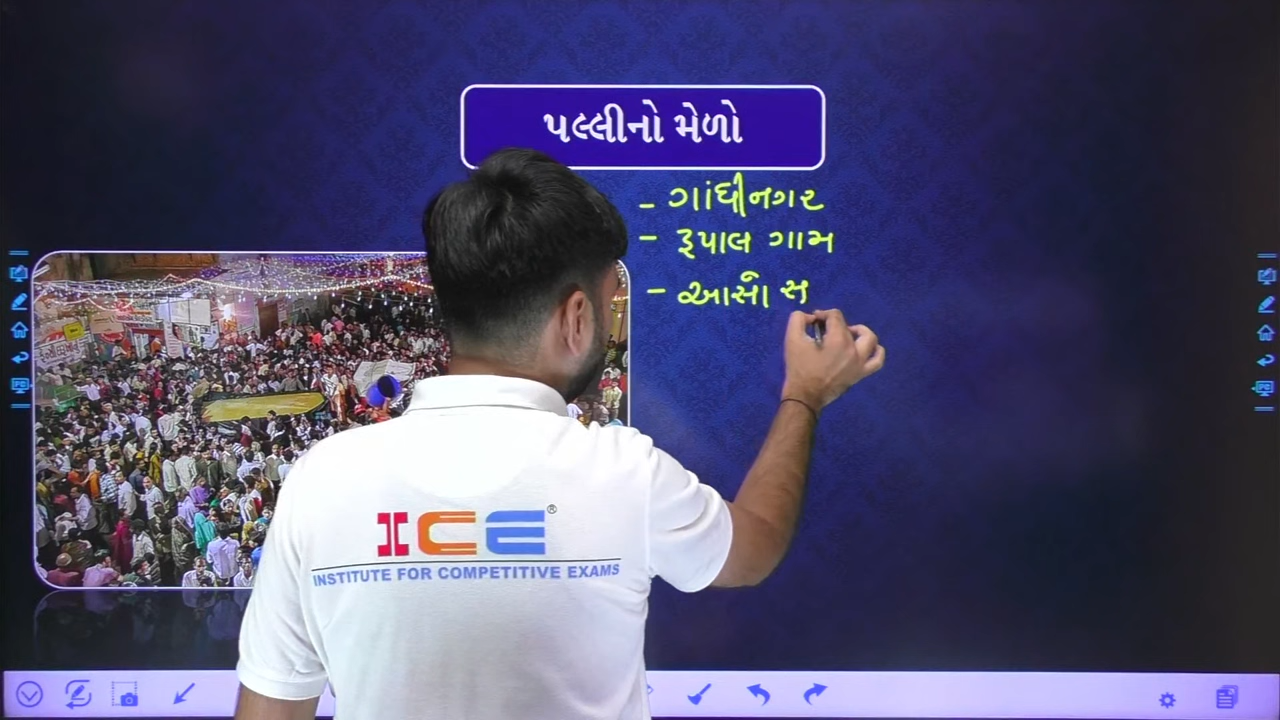 પલ્લીનો મેળો
- ગાંધીનગર
- રૂપાલ ગામ
- આસો સ
ICE®
INSTITUTE FOR COMPETITIVE EXAMS